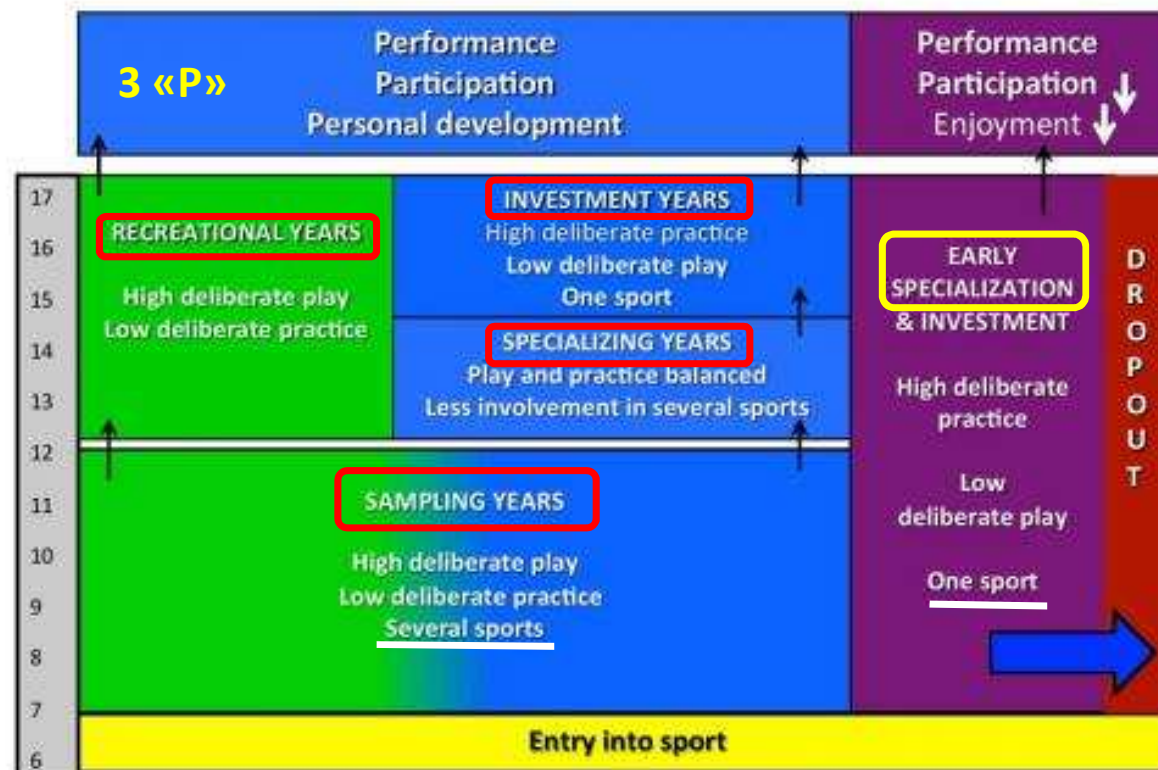 3 «P»
Performance
Participation
Personal development
Performance
Participation
Enjoyment
17
16
15
14
13
12
11
10
9
8
7
6
RECREATIONAL YEARS
High deliberate play
Low deliberate practice
INVESTMENT YEARS
High deliberate practice
Low deliberate play
One sport
SPECIALIZING YEARS
Play and practice balanced
Less involvement in several sports
SAMPLING YEARS
High deliberate play
Low deliberate practice
Several sports
EARLY
SPECIALIZATION
& INVESTMENT
High deliberate
practice
Low
deliberate play
One sport
D
R
O
P
O
U
T
Entry into sport